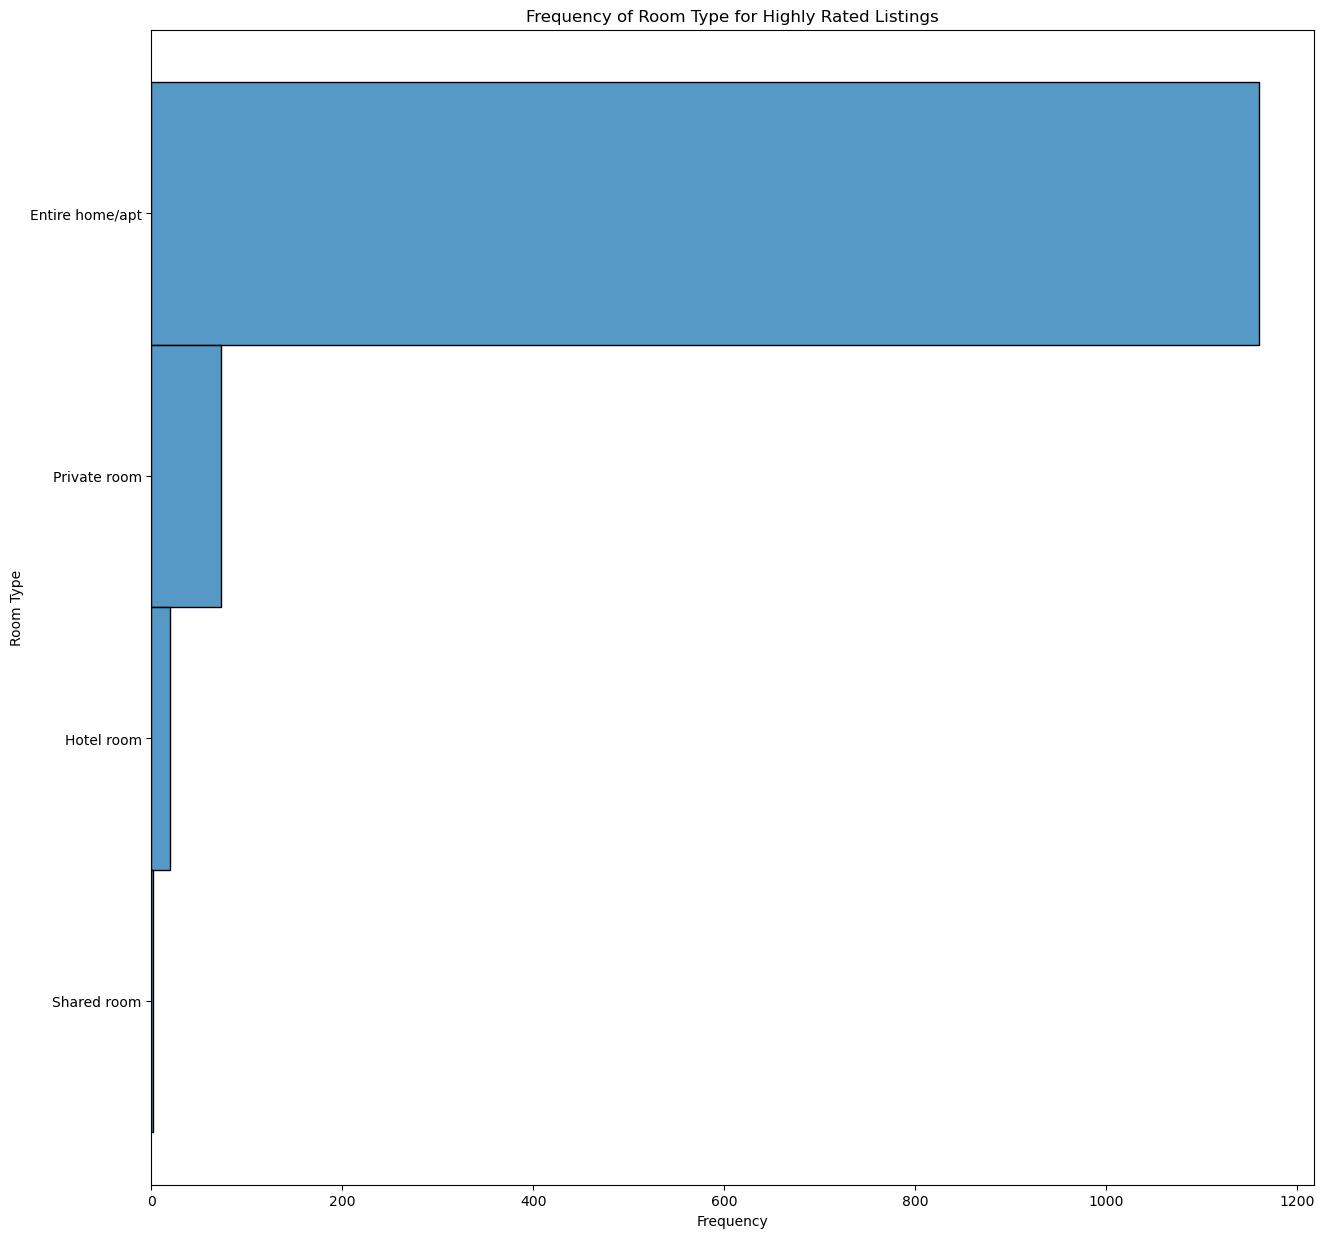 Frequency of Room Type for Highly Rated Listings
Entire home/apt
Private room
Room Type
Hotel room
Shared room
0 200 400 600 800 1000 1200
Frequency